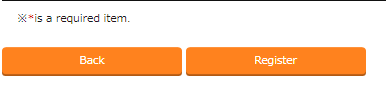 ※*is a required item.
Back Register